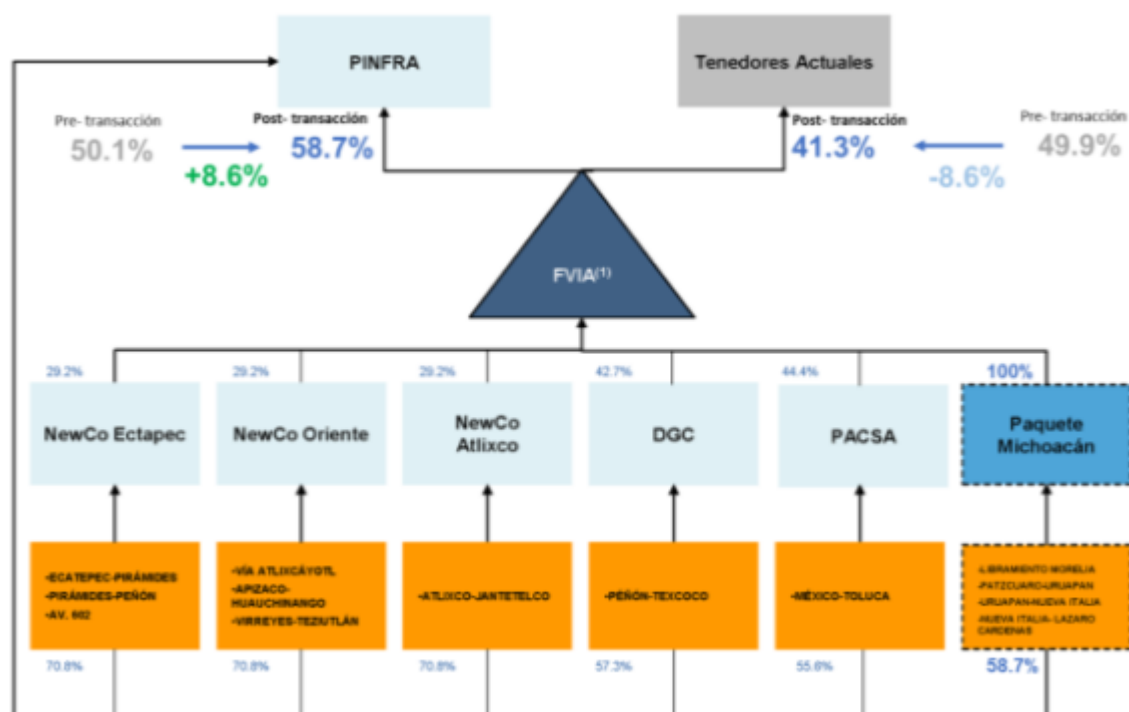 PINFRA
Tenedores Actuales
Pre- transacción
50.1%
+8.6%
Post- transacción
58.7%
Post- transacción
41.3%
-8.6%
Pre- transacción
49.9%
FVIA(1)
29.2%
29.2%
29.2%
42.7%
44.4%
100%
NewCo Ectapec
NewCo Oriente
NewCo
Atlixco
DGC
PACSA
Paquete
Michoacán
-ECATEPEC-PIRÁMIDES
-PIRÁMIDES-PEÑÓN
-AV. 602
-VÍA ATLIXCÁYOTL
-APIZACO-
HUAUCHINANGO
-VIRREYES-TEZIUTLÁN
-ATLIXCO-JANTETELCO
-PEÑÓN-TEXCOCO
-MÉXICO-TOLUCA
-LIBRAMIENTO MORELIA
-PATZCUARO-URUAPAN
-URUAPAN-NUEVA ITALIA
-NUEVA ITALIA- LAZARO
CARDENAS
70.8%
70.8%
70.8%
57.3%
55.6%
58.7%